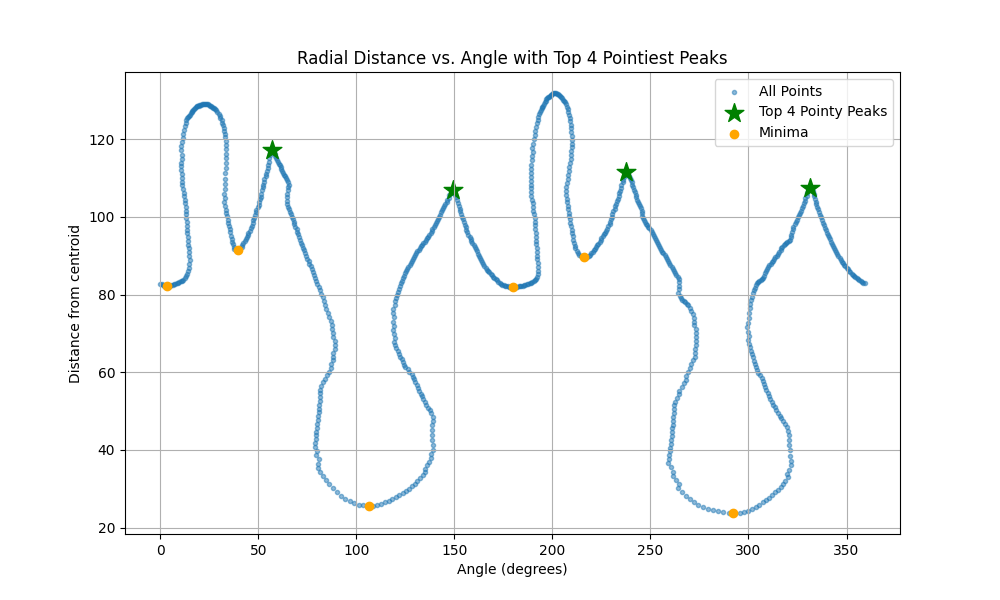 Radial Distance vs. Angle with Top 4 Pointiest Peaks
All Points
Top 4 Pointy Peaks
Minima
Distance from centroid
120
100
80
60
40
20
0 50 100 150 200 250 300 350
Angle (degrees)